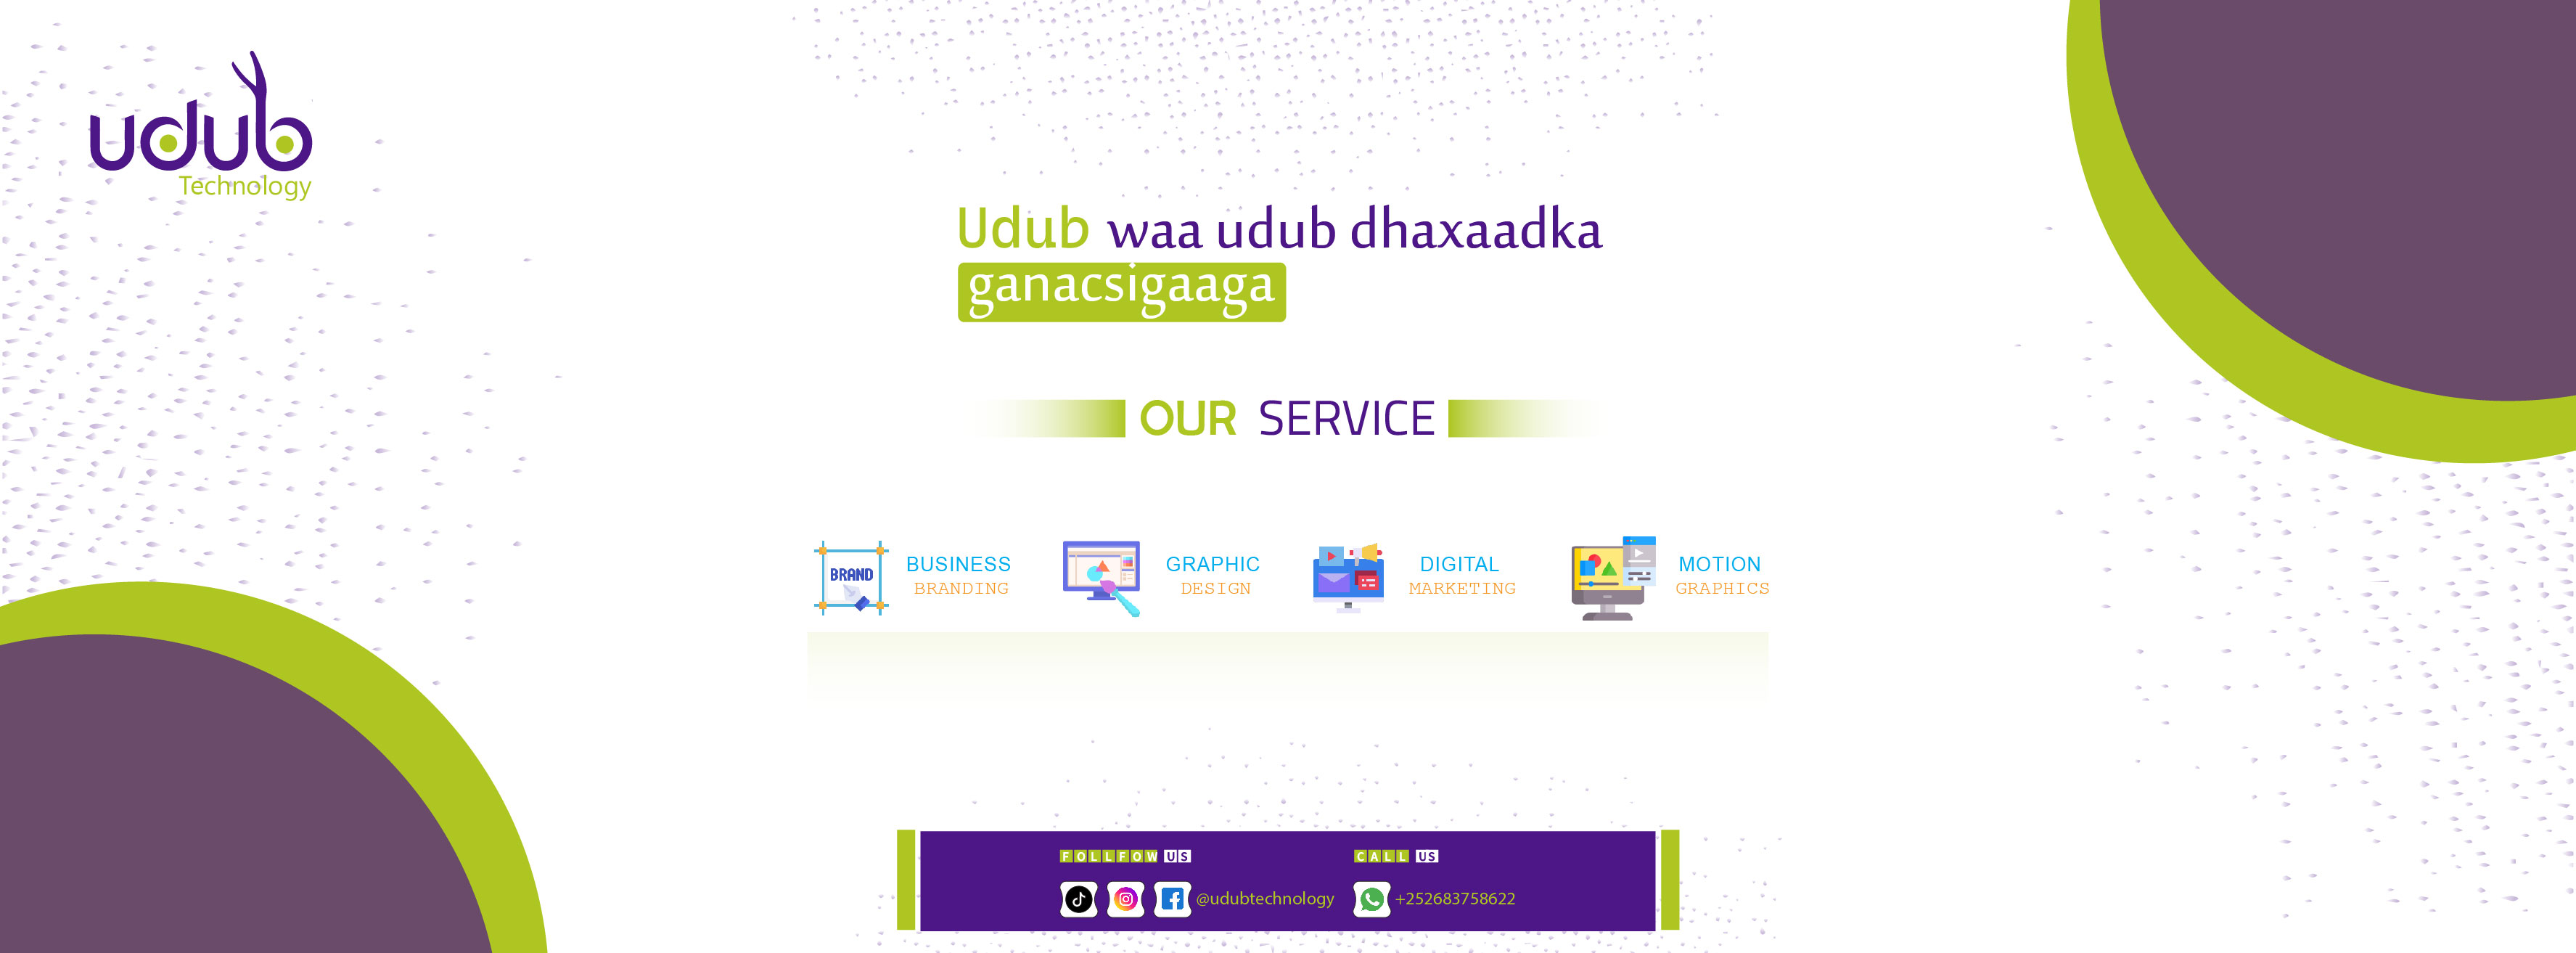 udub
Technology
Udub waa udub dhaxaadka
ganacsigaaga
OUR SERVICE
BRAND
BUSINESS
BRANDING
GRAPHIC
DESIGN
DIGITAL
MARKETING
MOTION
GRAPHICS
FOLLFOW US
@udubtechnology
CALL US
+252683758622